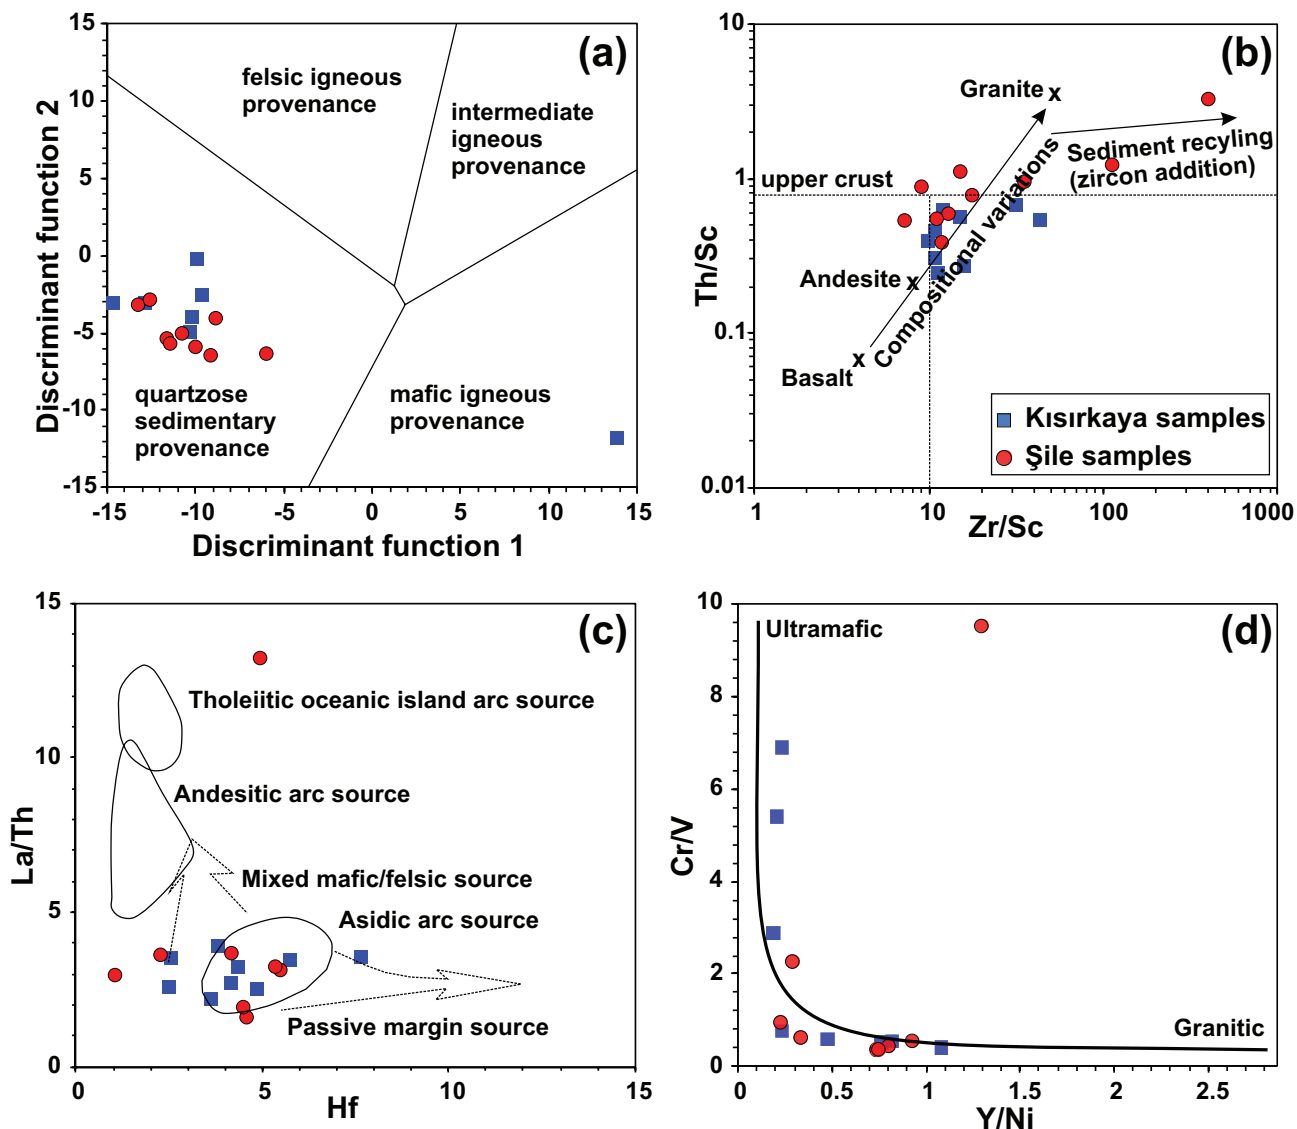 (a)
felsic igneous
provenance
intermediate
igneous
provenance
quartzose
sedimentary
provenance
mafic igneous
provenance
15
10
5
0
-5
-10
-15
-15
-10
-5
0
5
10
15
Discriminant function 2
Discriminant function 1
(b)
Granite
x
Sediment recyling
(zircon addition)
upper crust
Compositional variations
Andesite
x
Basalt
x
Kısırkaya samples
Şile samples
10
1
0.1
0.01
1
10
100
1000
Th/Sc
Zr/Sc
(c)
Tholeiitic oceanic island arc source
Andesitic arc source
Mixed mafic/felsic source
Asidic arc source
Passive margin source
15
10
5
0
0
5
10
15
La/Th
Hf
(d)
Ultramafic
Granitic
10
8
6
4
2
0
0
0.5
1
1.5
2
2.5
Cr/V
Y/Ni